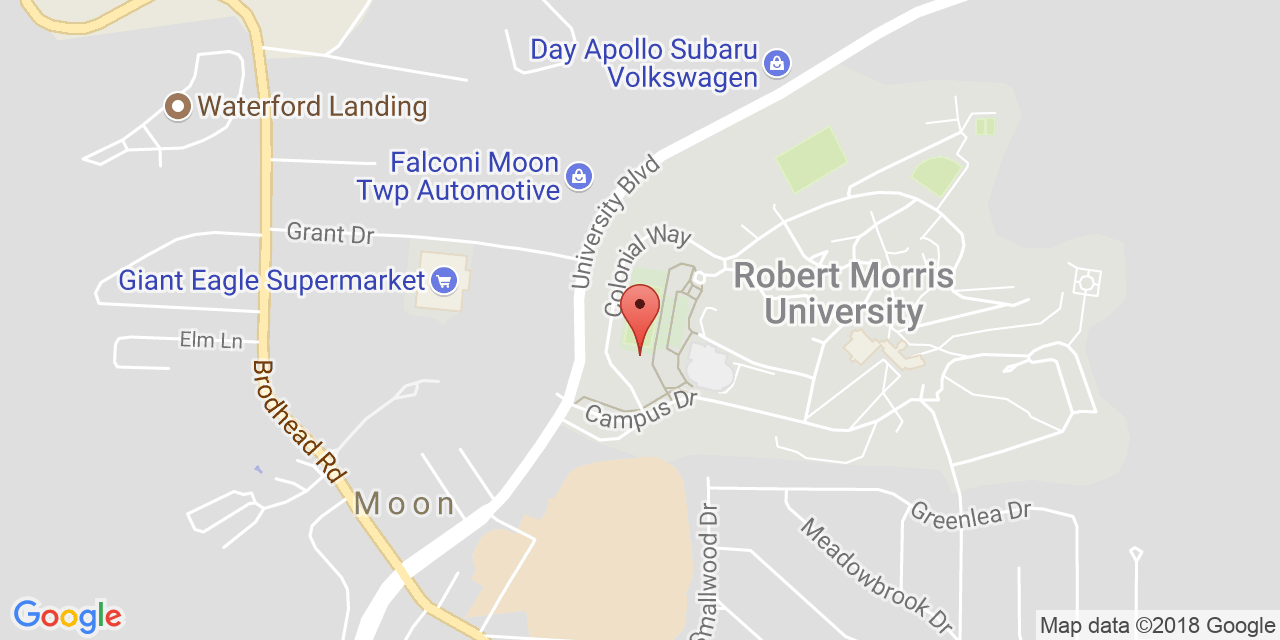 Day Apollo Subaru
Volkswagen
Waterford Landing
Falconi Moon
Twp Automotive
University Blvd
Grant Dr
Colonial Way
Giant Eagle Supermarket
Robert Morris
University
Elm Ln
Brodhead Rd
Campus Dr
Moon
Greenlea Dr
Smallwood Dr
Meadowbrook Dr
Google
Map data ©2018 Google